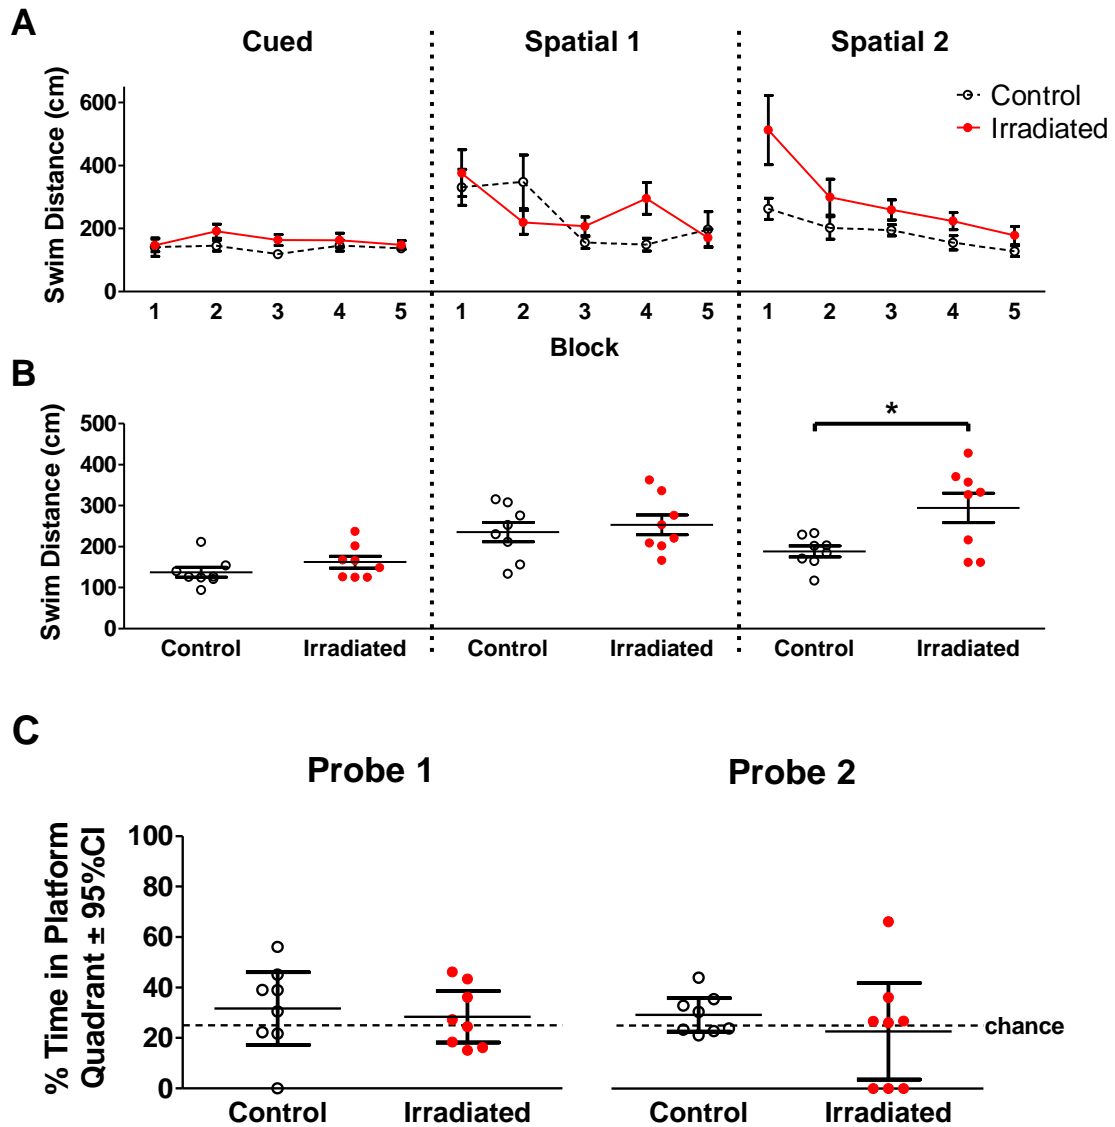 A
Cued
Spatial 1
Spatial 2
Control
Irradiated
Swim Distance (cm)
600
400
200
0
1 2 3 4 5
1 2 3 4 5
1 2 3 4 5
Block
B
Swim Distance (cm)
500
400
300
200
100
0
*
Control Irradiated
Control Irradiated
Control Irradiated
C
Probe 1
Probe 2
% Time in Platform
Quadrant ± 95%CI
100
80
60
40
20
0
chance
Control Irradiated
Control Irradiated